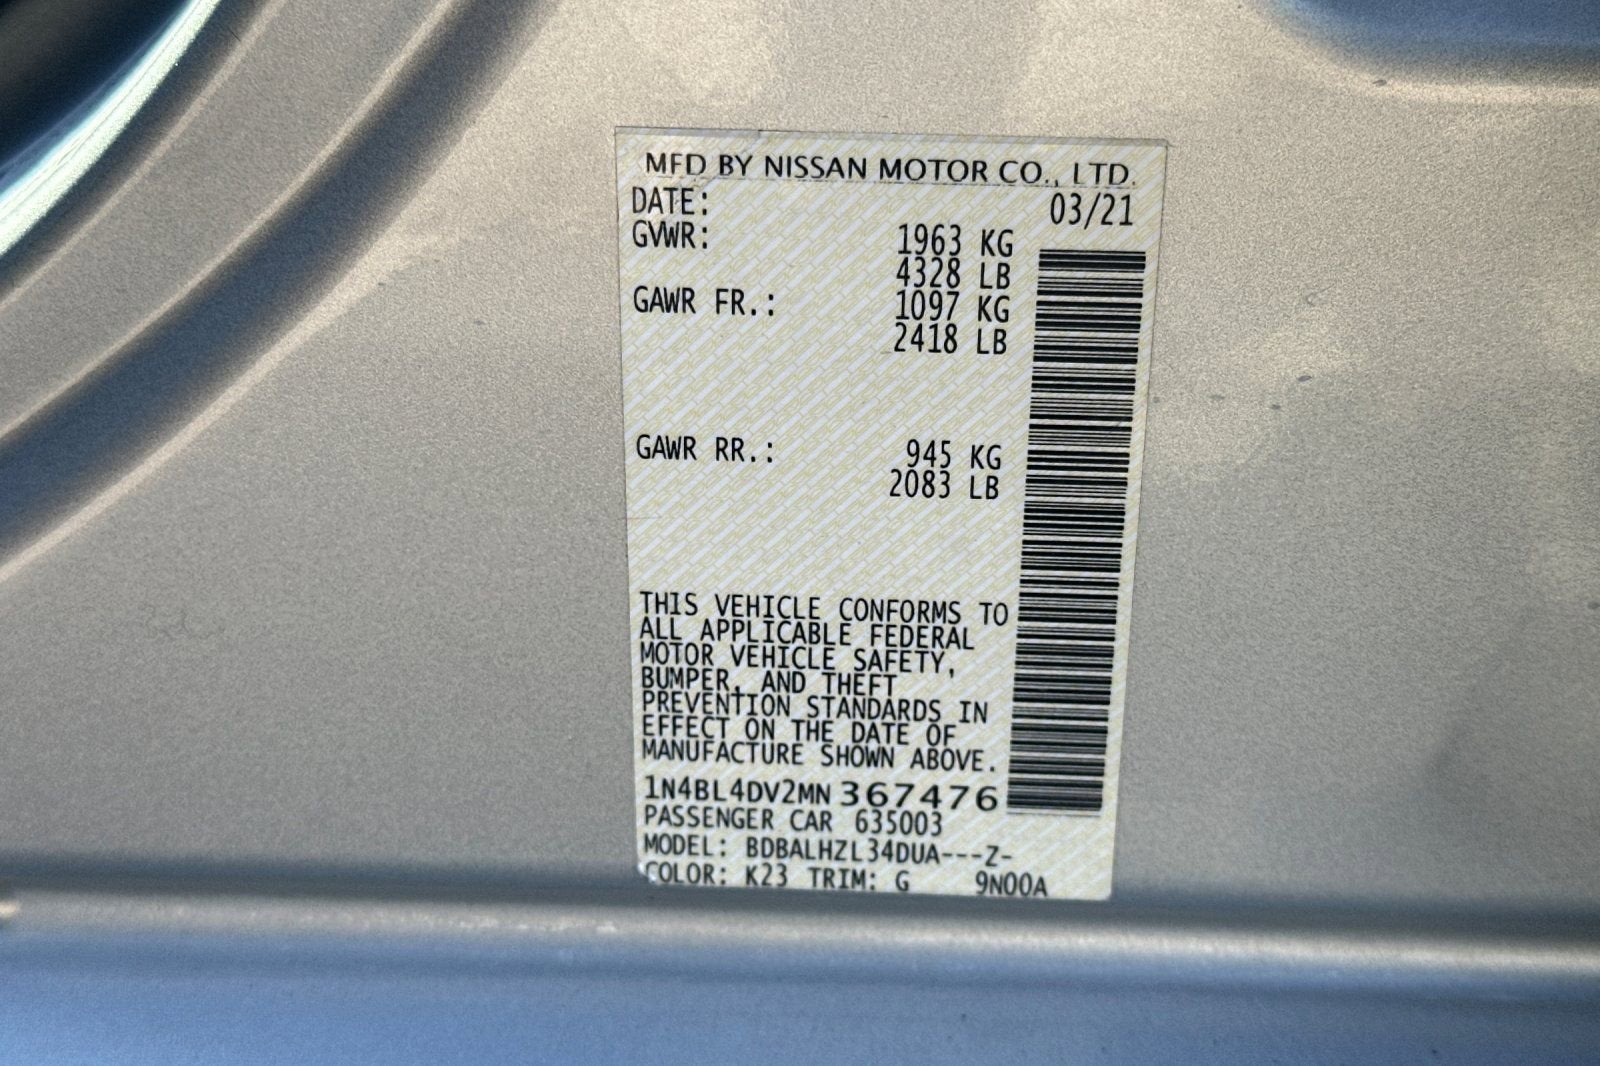 MFD BY NISSAN MOTOR CO., LTD.
DATE: 03/21
GVWR: 1963 KG
4328 LB
GAWR FR.: 1097 KG
2418 LB
GAWR RR.: 945 KG
2083 LB
THIS VEHICLE CONFORMS TO
ALL APPLICABLE FEDERAL
MOTOR VEHICLE SAFETY,
BUMPER, AND THEFT
PREVENTION STANDARDS IN
EFFECT ON THE DATE OF
MANUFACTURE SHOWN ABOVE.
1N4BL4DV2MN 367476
PASSENGER CAR 635003
MODEL: BDBALHZL34DUA---Z-
COLOR: K23 TRIM: G 9N00A